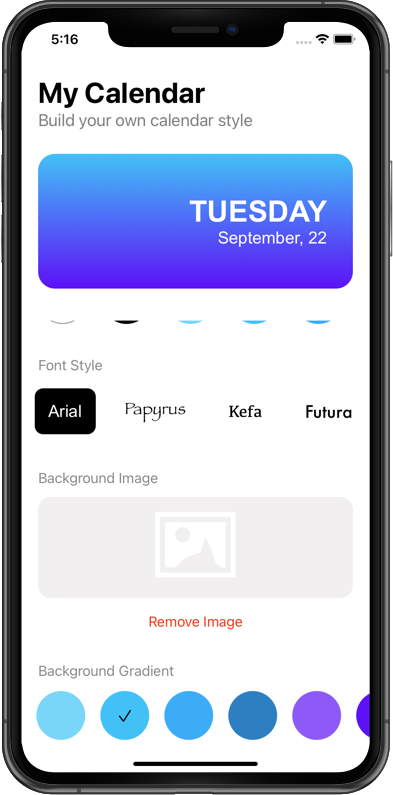 5:16
My Calendar
Build your own calendar style
TUESDAY
September, 22
Font Style
Arial Papyrus Kefa Futura
Background Image
Remove Image
Background Gradient